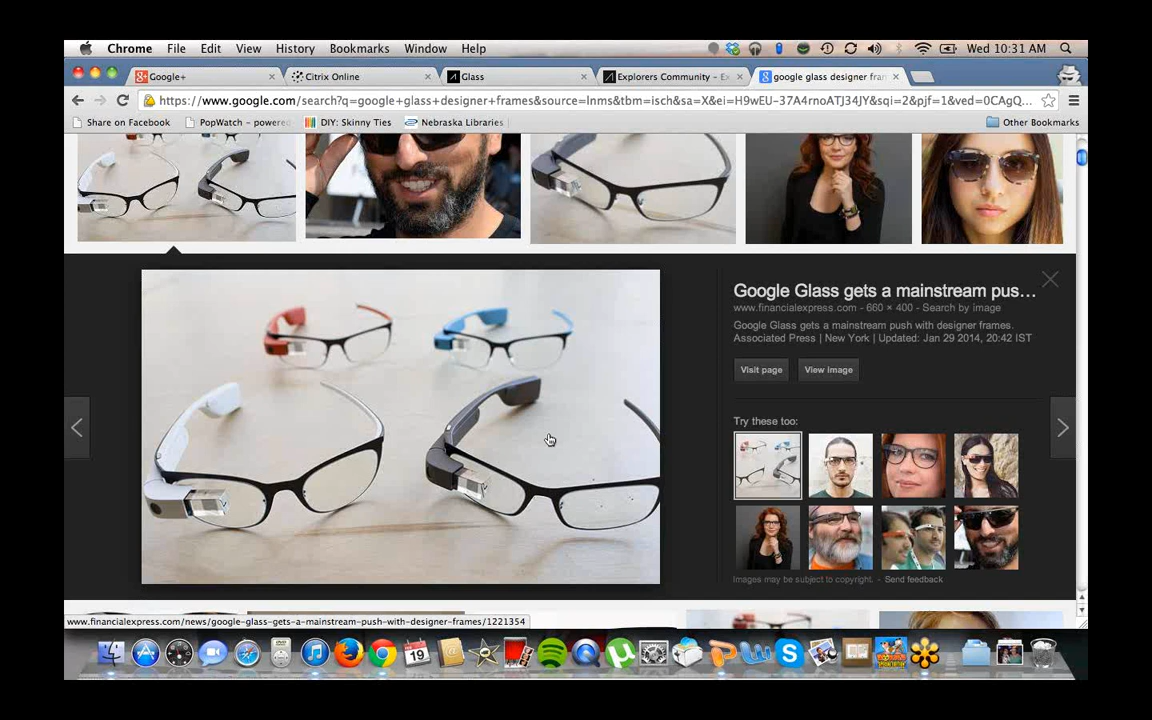 Chrome File Edit View History Bookmarks Window Help Wed 10:31 AM
Google+ Citrix Online Glass Explorers Community - Ex google glass designer fran
https://www.google.com/search?q=google+glass+designer+frames&source=lnms&tbm=isch&sa=X&ei=H9wEU-37A4rnoATJ34JY&sqi=2&pjf=1&ved=0CAgQ...
Share on Facebook PopWatch - powere DIY: Skinny Ties Nebraska Libraries Other Bookmarks
Google Glass gets a mainstream pus...
www.financialexpress.com - 660 × 400 - Search by image
Google Glass gets a mainstream push with designer frames.
Associated Press | New York | Updated: Jan 29 2014, 20:42 IST
Visit page View image
Try these too:
Images may be subject to copyright. - Send feedback
www.financialexpress.com/news/google-glass-gets-a-mainstream-push-with-designer-frames/1221354
19